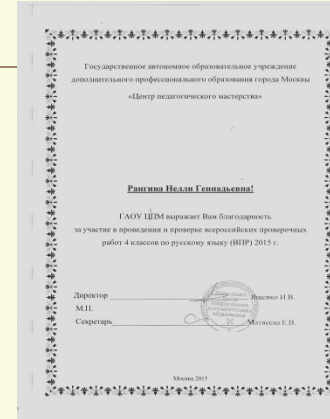 Государственное автономное образовательное учреждение
дополнительного профессионального образования города Москвы
«Центр педагогического мастерства»
Рангина Нелли Геннадьевна!
ГАОУ ЦПМ выражает Вам благодарность
за участие в проведении и проверке всероссийских проверочных
работ 4 классов по русскому языку (ВПР) 2015 г.
Директор И.В.
М.П.
Секретарь Е.В.
Москва 2015